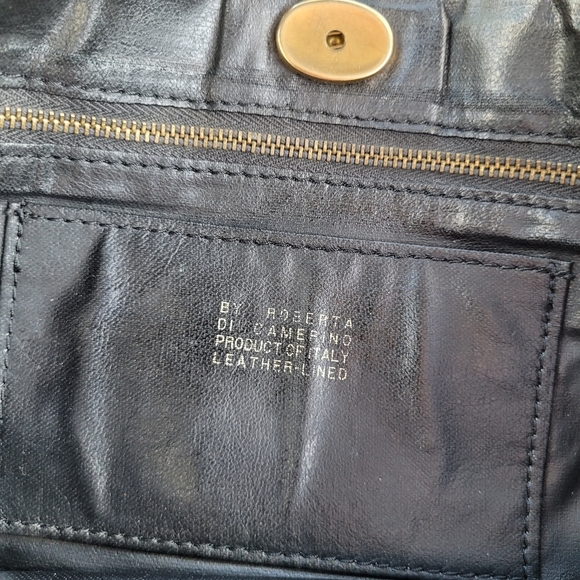 BY ROBERTA
DI CAMERINO
PRODUCT OF ITALY
LEATHER-LINED